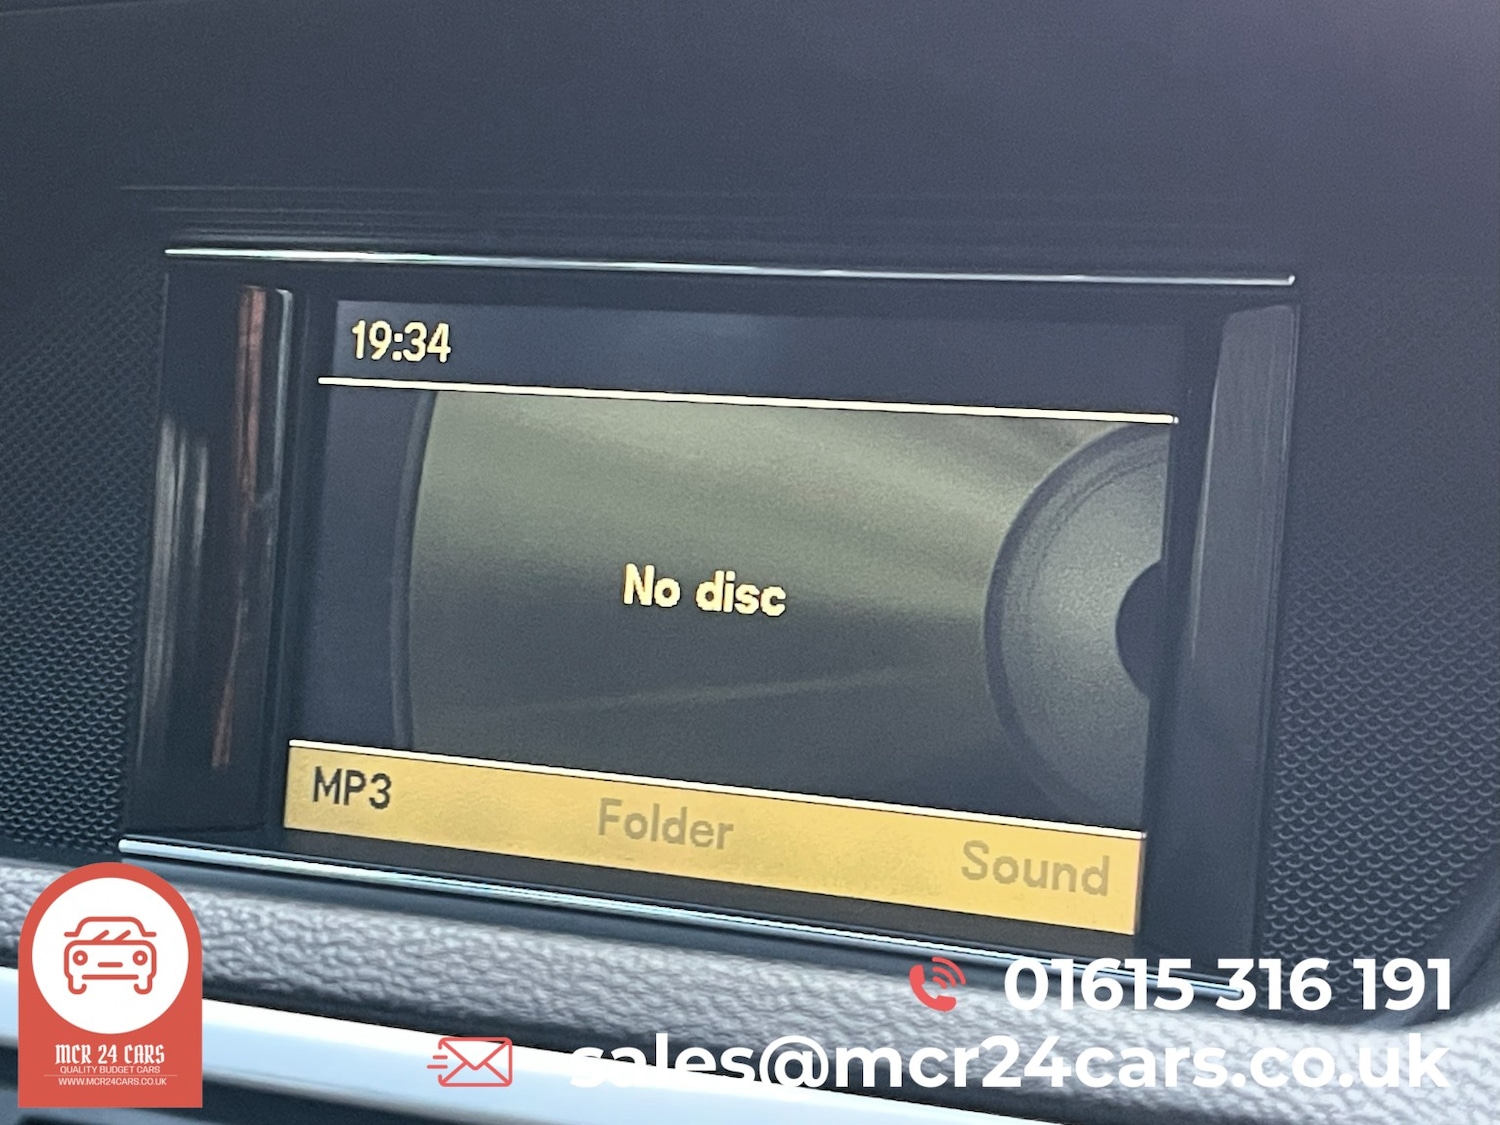 19:34
No disc
MP3 Folder Sound
01615 316 191
sales@mcr24cars.co.uk
MCR 24 CARS
QUALITY BUDGET CARS
WWW.MCR24CARS.CO.UK